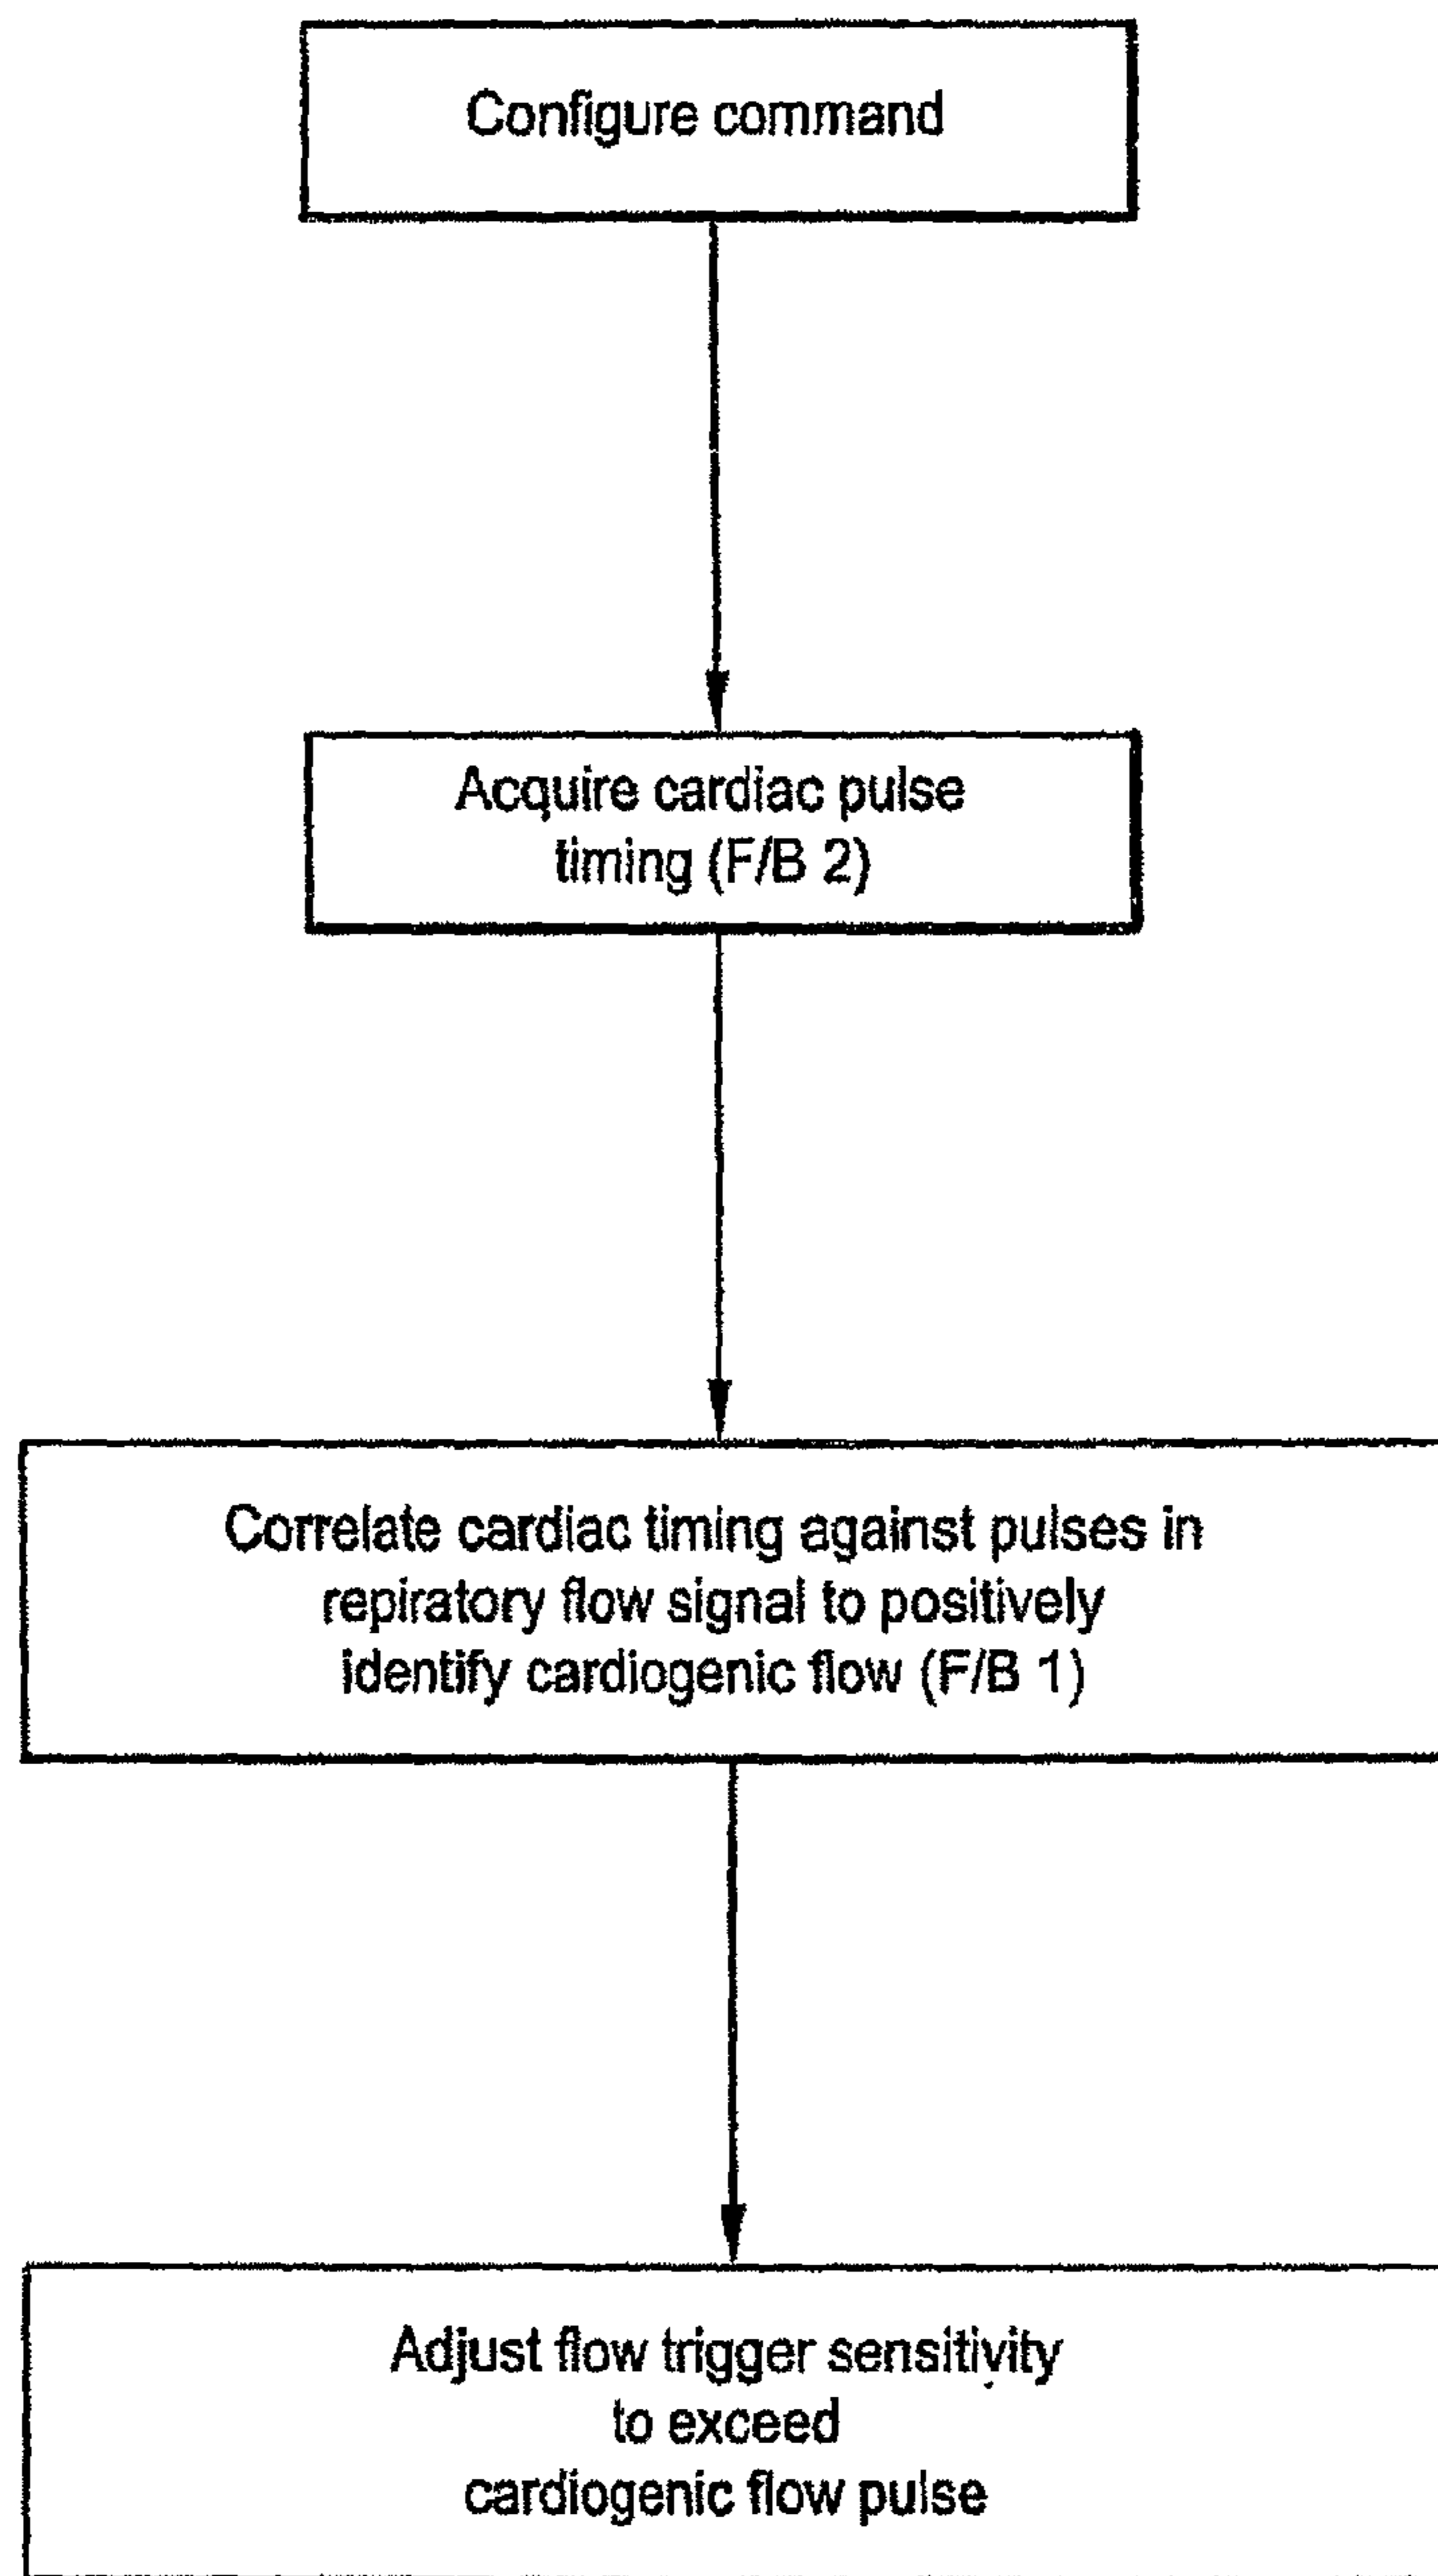 Configure command
Acquire cardiac pulse
timing (F/B 2)
Correlate cardiac timing against pulses in
repiratory flow signal to positively
identify cardiogenic flow (F/B 1)
Adjust flow trigger sensitivity
to exceed
cardiogenic flow pulse